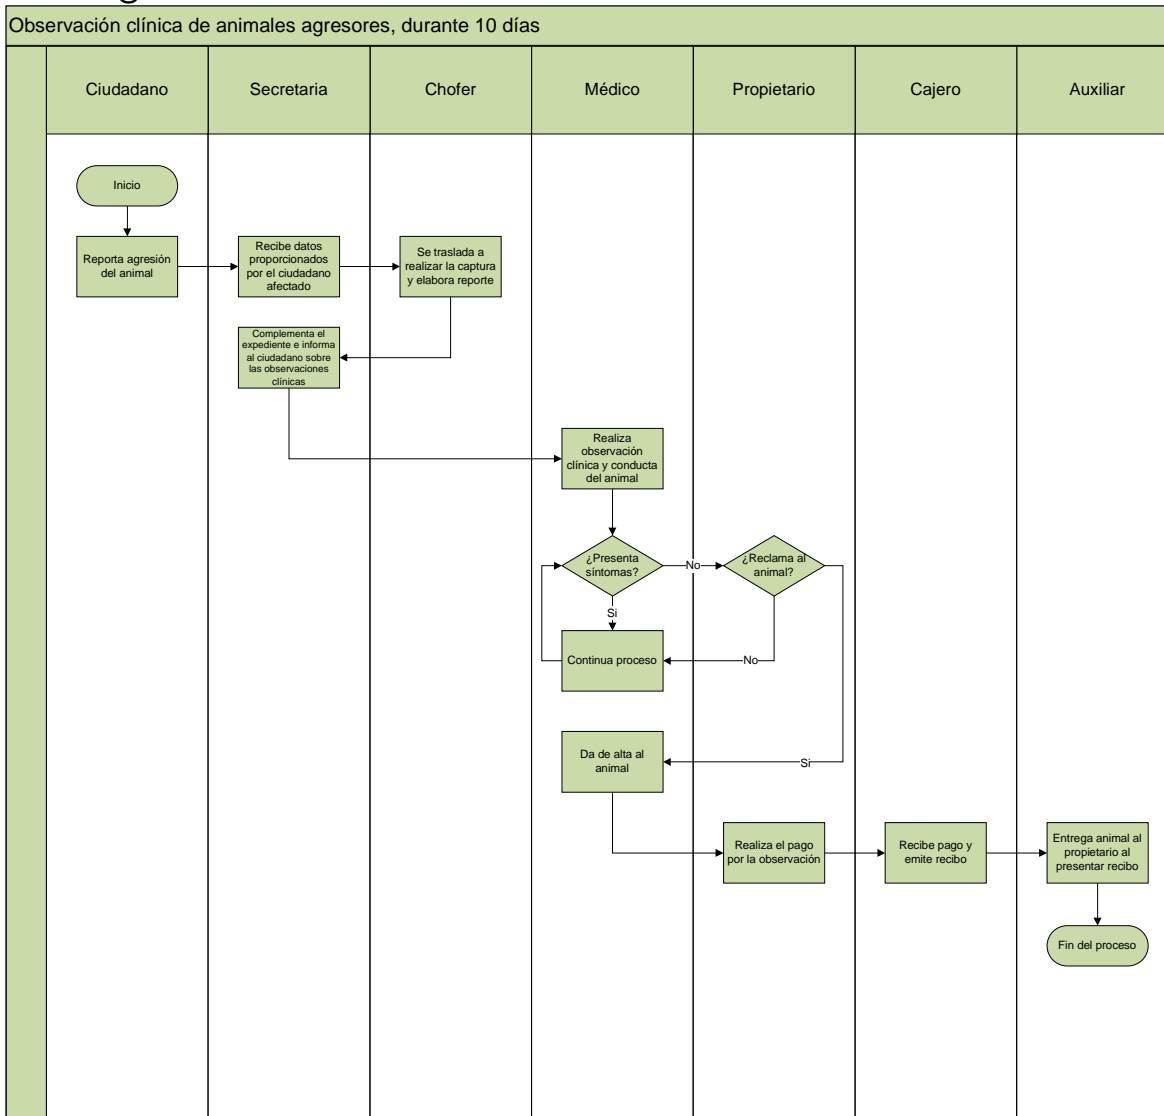 Observación clínica de animales agresores, durante 10 días
Ciudadano
Secretaria
Chofer
Médico
Propietario
Cajero
Auxiliar
Inicio
Reporta agresión
del animal
Recibe datos
proporcionados
por el ciudadano
afectado
Se traslada a
realizar la captura
y elabora reporte
Complementa el
expediente e informa
al ciudadano sobre
las observaciones
clínicas
Realiza
observación
clínica y conducta
del animal
¿Presenta
síntomas?
No
¿Reclama al
animal?
Si
Continua proceso
No
Da de alta al
animal
Si
Realiza el pago
por la observación
Recibe pago y
emite recibo
Entrega animal al
propietario al
presentar recibo
Fin del proceso